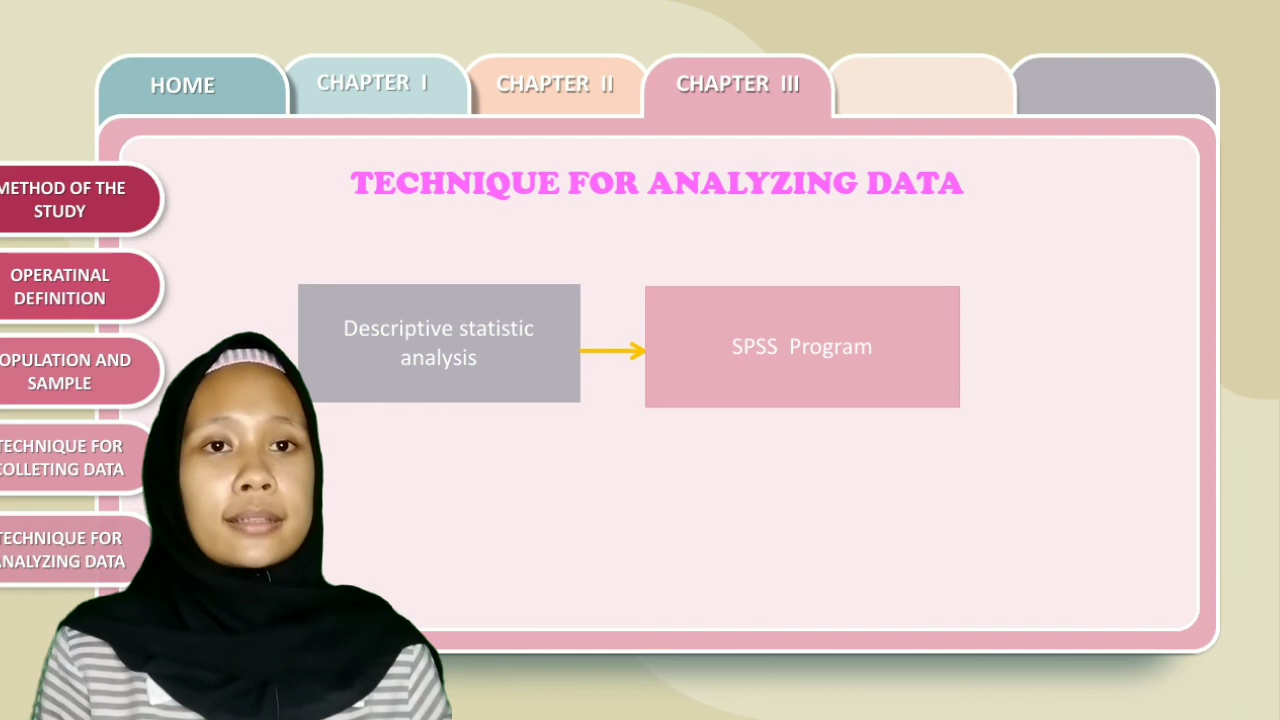 HOME
CHAPTER I
CHAPTER II
CHAPTER III
TECHNIQUE FOR ANALYZING DATA
METHOD OF THE
STUDY
OPERATINAL
DEFINITION
OPULATION AND
SAMPLE
TECHNIQUE FOR
COLLETING DATA
TECHNIQUE FOR
ANALYZING DATA
Descriptive statistic
analysis
SPSS Program